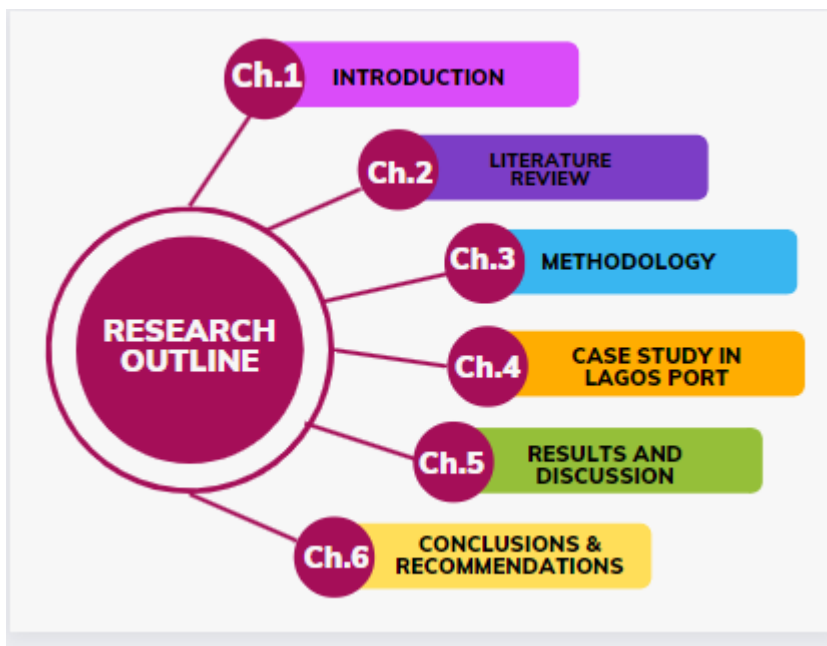 Ch.1
INTRODUCTION
Ch.2
LITERATURE
REVIEW
Ch.3
METHODOLOGY
RESEARCH
OUTLINE
Ch.4
CASE STUDY IN
LAGOS PORT
Ch.5
RESULTS AND
DISCUSSION
Ch.6
CONCLUSIONS &
RECOMMENDATIONS